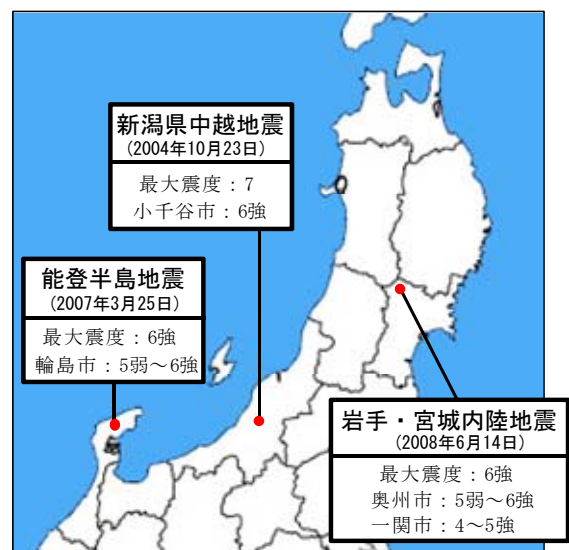 新潟県中越地震
(2004年10月23日)
最大震度：7
小千谷市：6強
能登半島地震
(2007年3月25日)
最大震度：6強
輪島市：5弱～6強
岩手・宮城内陸地震
(2008年6月14日)
最大震度：6強
奥州市：5弱～6強
一関市：4～5強